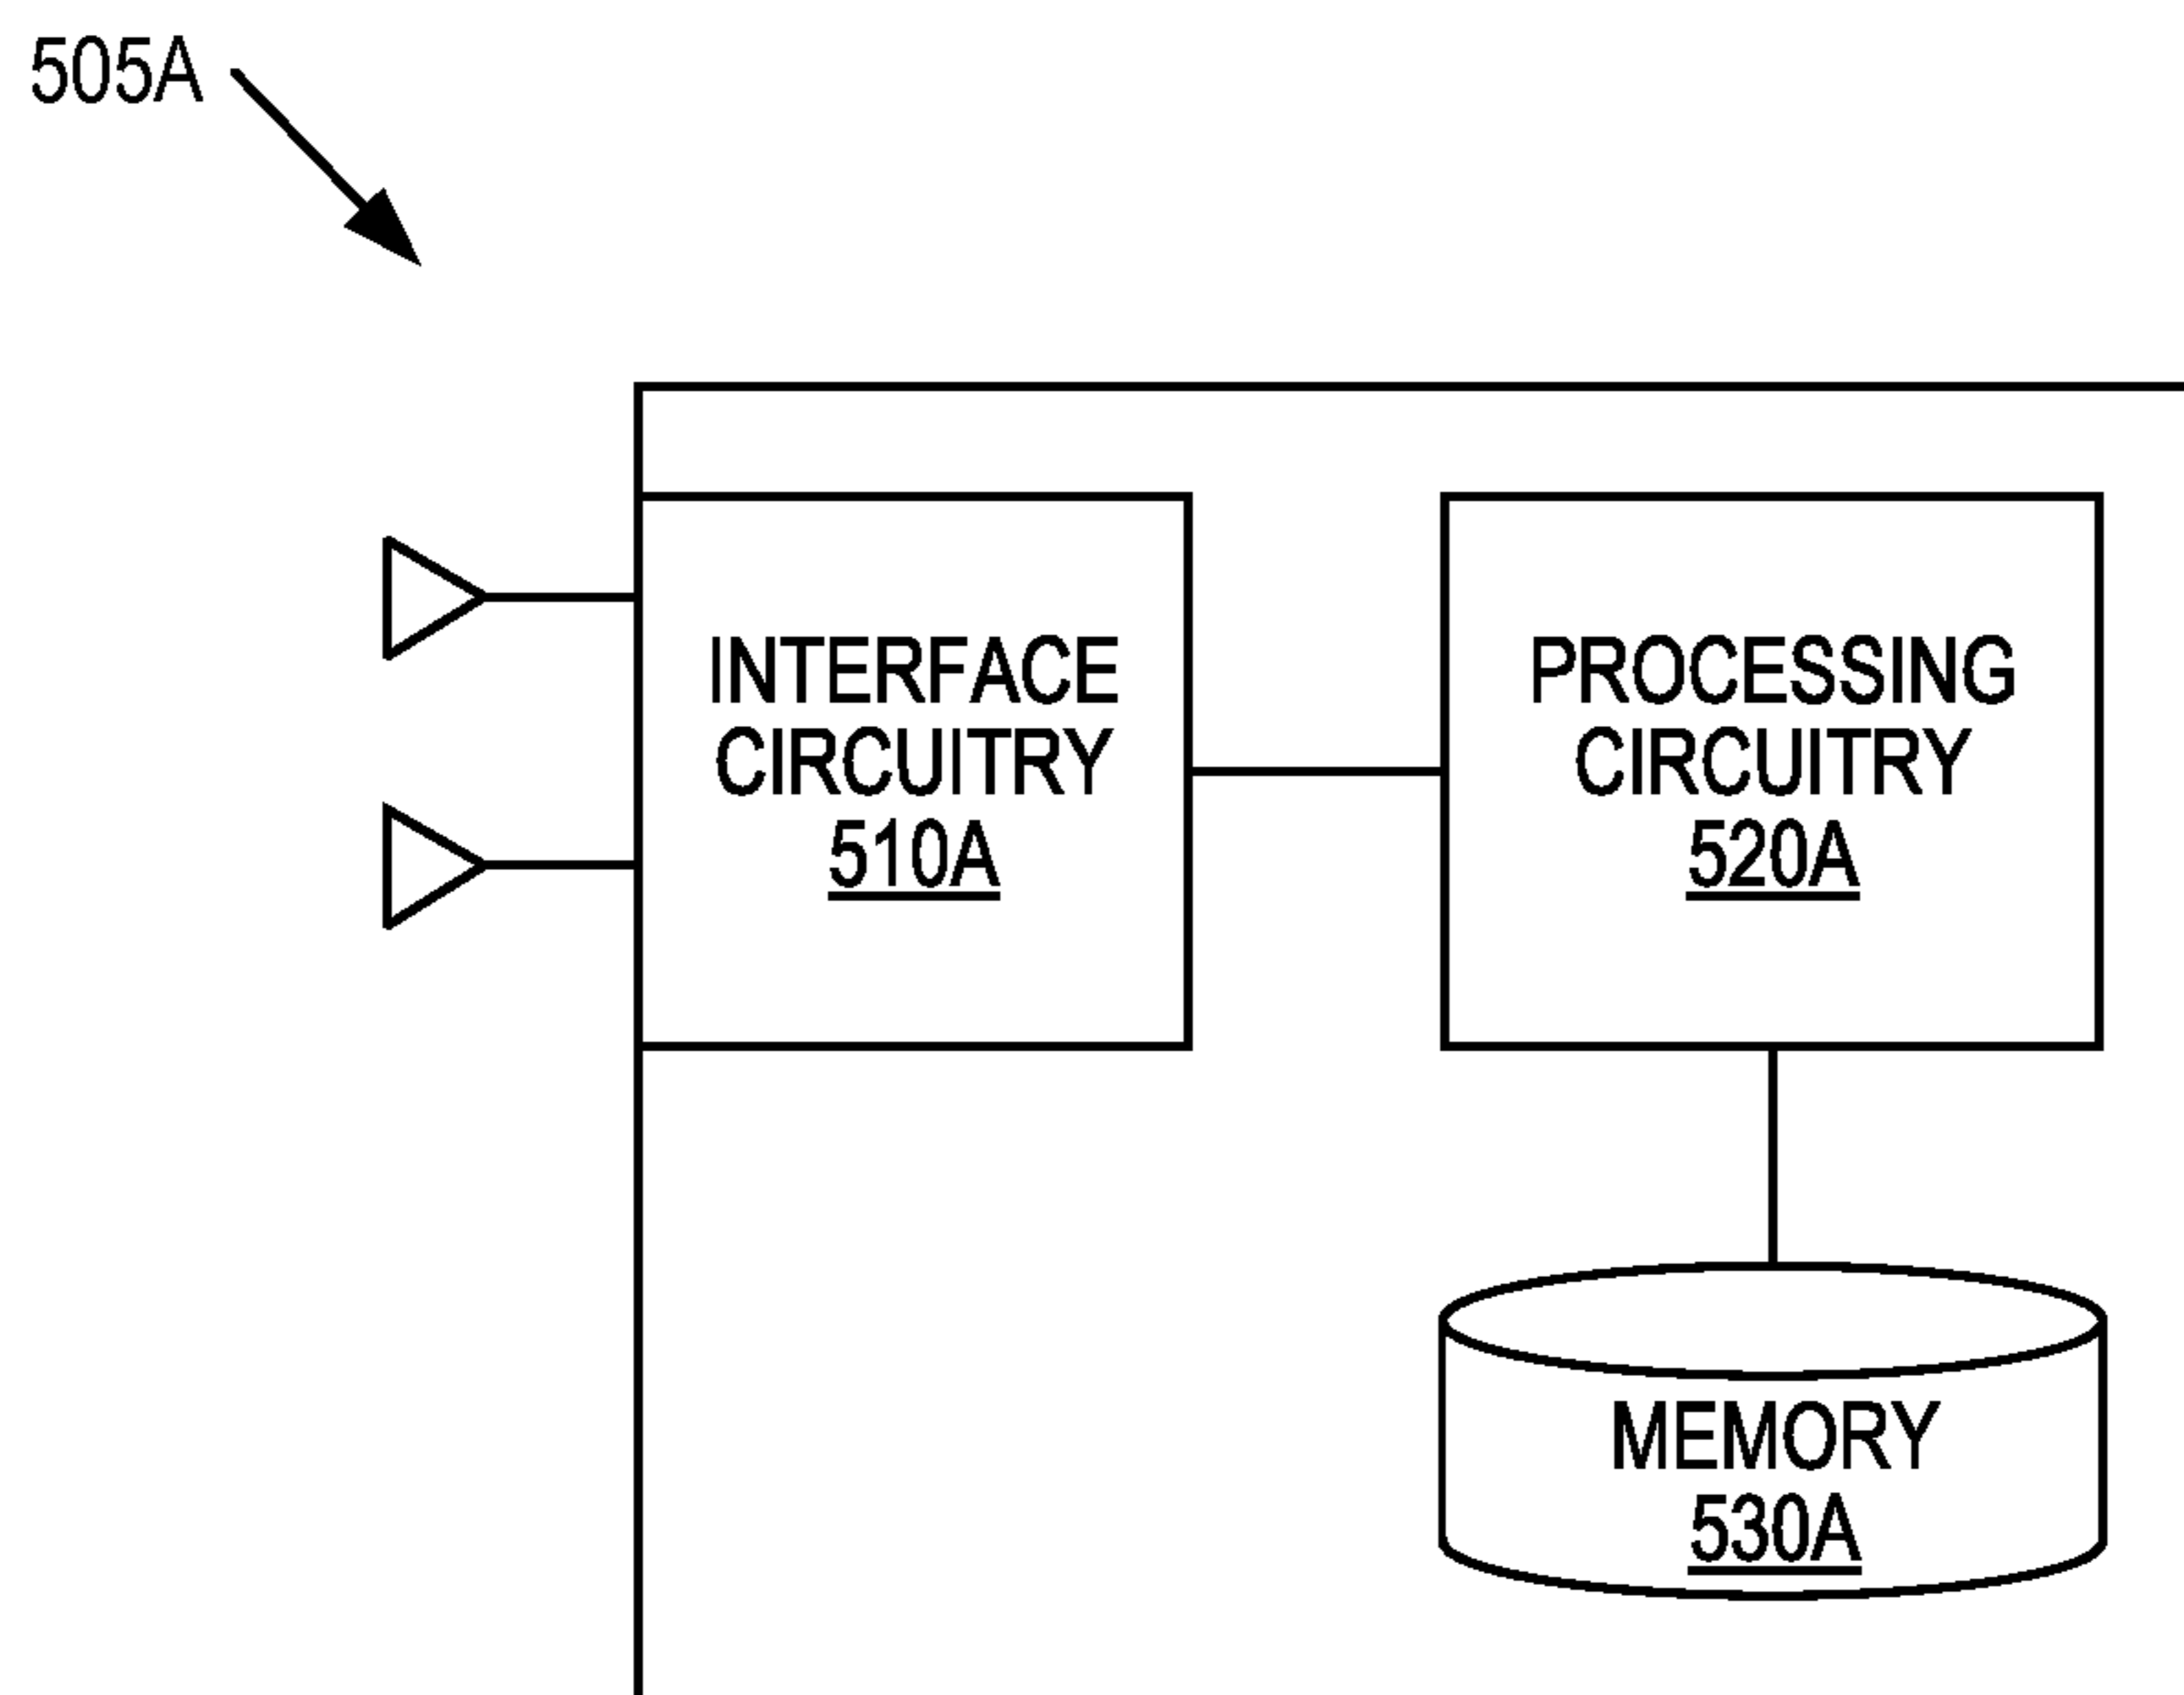 505A
INTERFACE
CIRCUITRY
510A
PROCESSING
CIRCUITRY
520A
MEMORY
530A